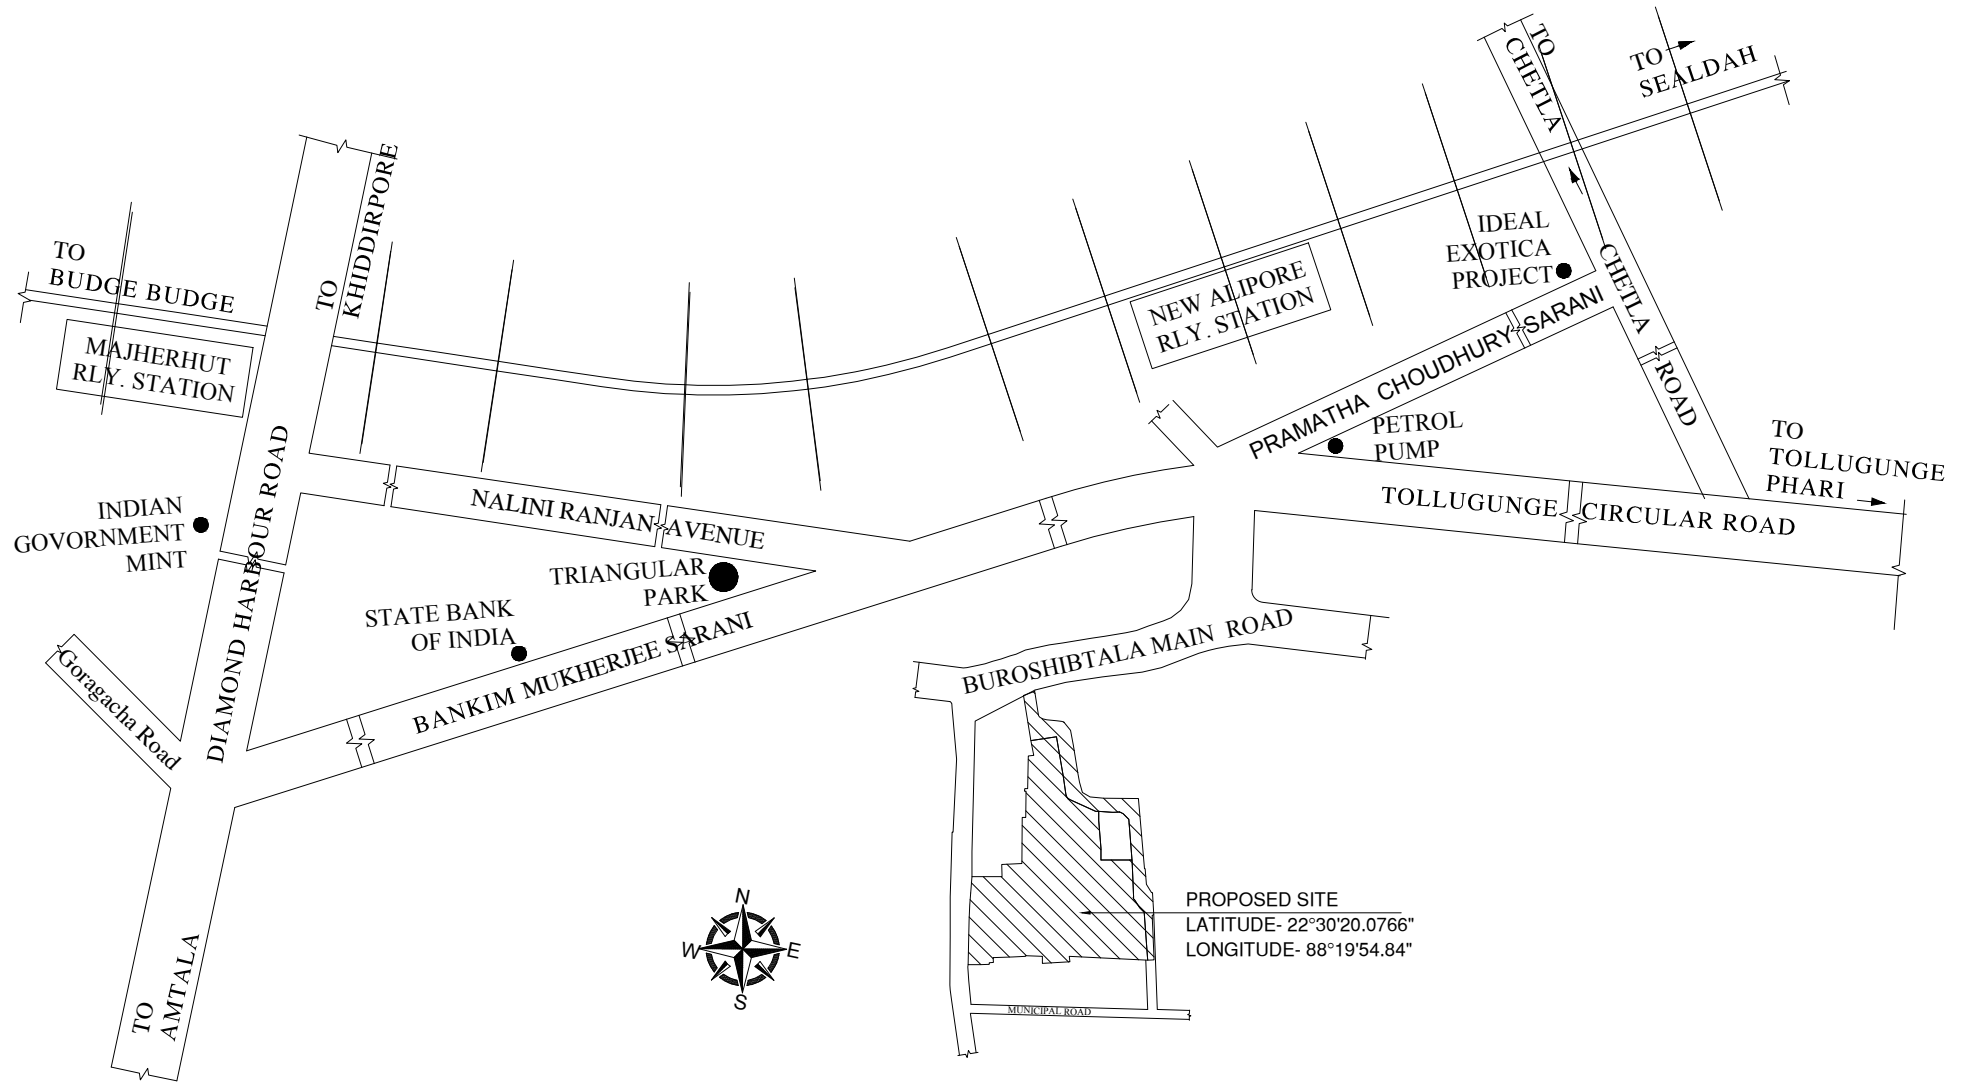 TO
CHETLA
TO
SEALDAH
TO
KHIDDIRPORE
TO
BUDGE BUDGE
MAJHERHUT
RLY. STATION
NEW ALIPORE
RLY. STATION
IDEAL
EXOTICA
PROJECT
CHETLA ROAD
PRAMATHA CHOUDHURY SARANI
PETROL
PUMP
TO
TOLLUGUNGE
PHARI
TOLLUGUNGE CIRCULAR ROAD
INDIAN
GOVORNMENT
MINT
DIAMOND HARBOUR ROAD
NALINI RANJAN AVENUE
TRIANGULAR
PARK
STATE BANK
OF INDIA
BANKIM MUKHERJEE SARANI
BUROSHIBTALA MAIN ROAD
Goragacha Road
TO
AMTALA
N
W
E
S
PROPOSED SITE
LATITUDE- 22°30'20.0766"
LONGITUDE- 88°19'54.84"
MUNICIPAL ROAD